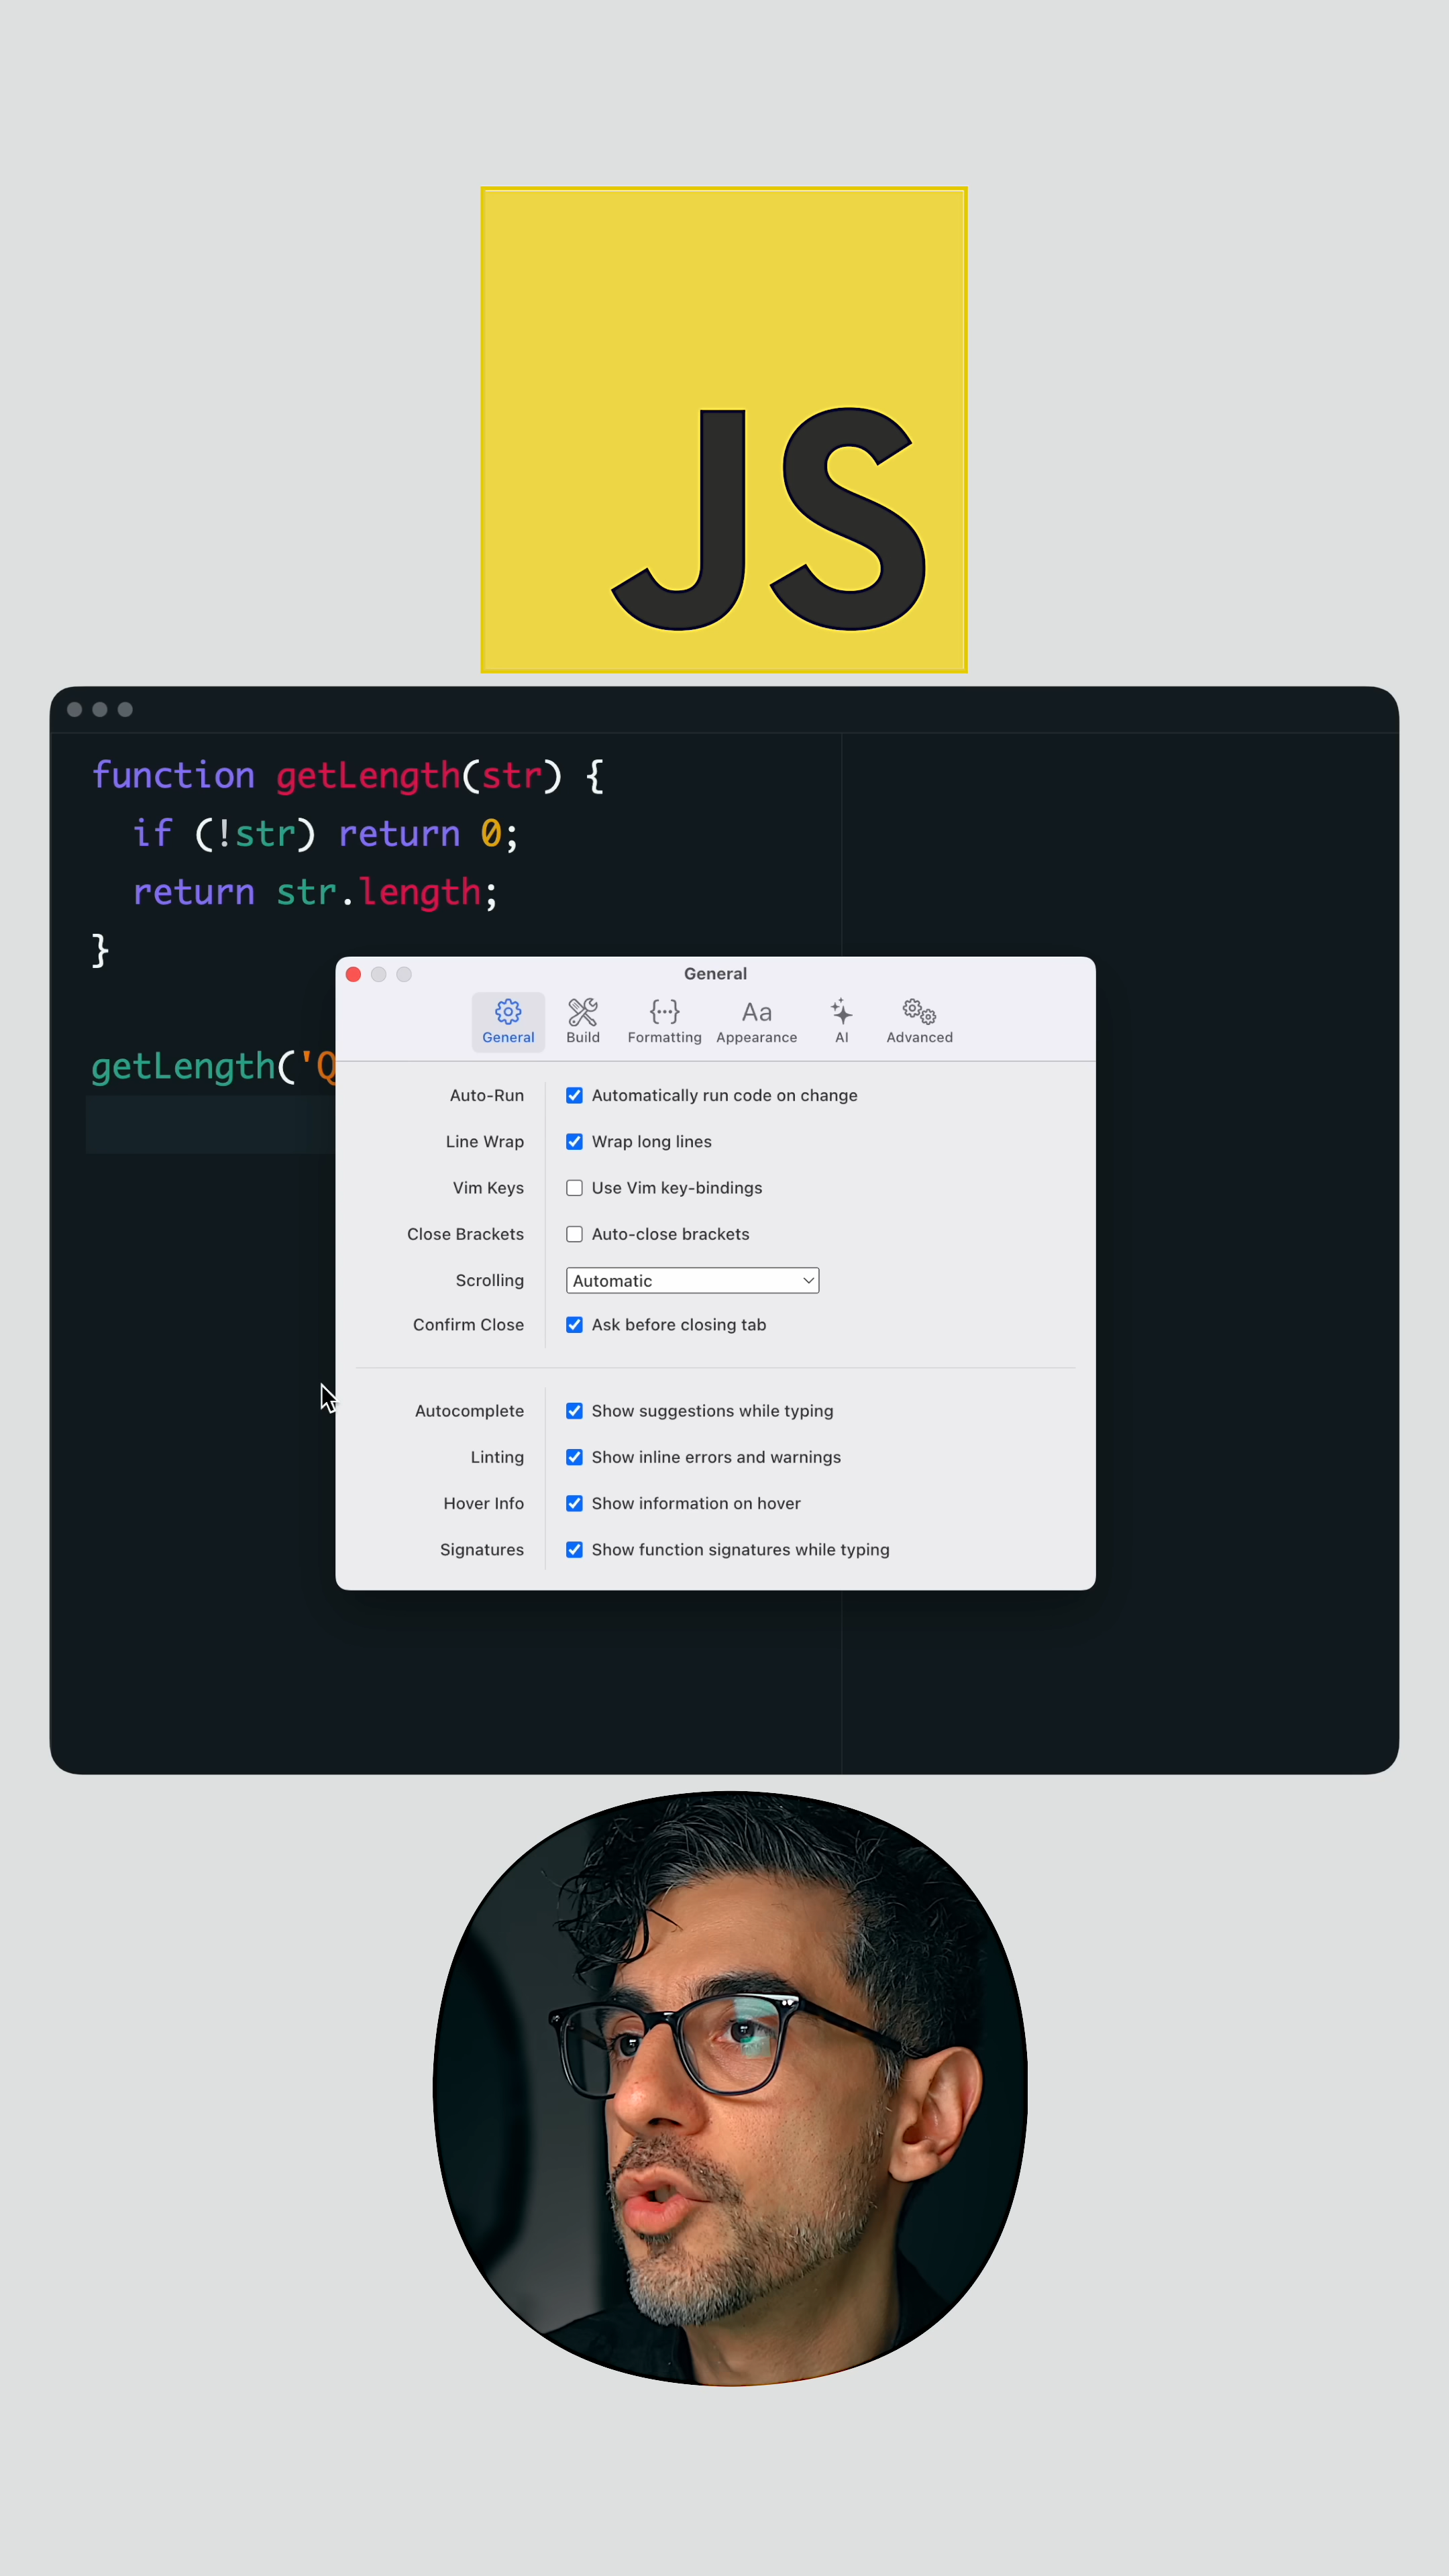 JS
function getLength(str) {
if (!str) return 0;
return str.length;
}
getLength('Q
General
General
Build
Formatting
Aa
Appearance
AI
Advanced
Auto-Run
Automatically run code on change
Line Wrap
Wrap long lines
Vim Keys
Use Vim key-bindings
Close Brackets
Auto-close brackets
Scrolling
Automatic
Confirm Close
Ask before closing tab
Autocomplete
Show suggestions while typing
Linting
Show inline errors and warnings
Hover Info
Show information on hover
Signatures
Show function signatures while typing